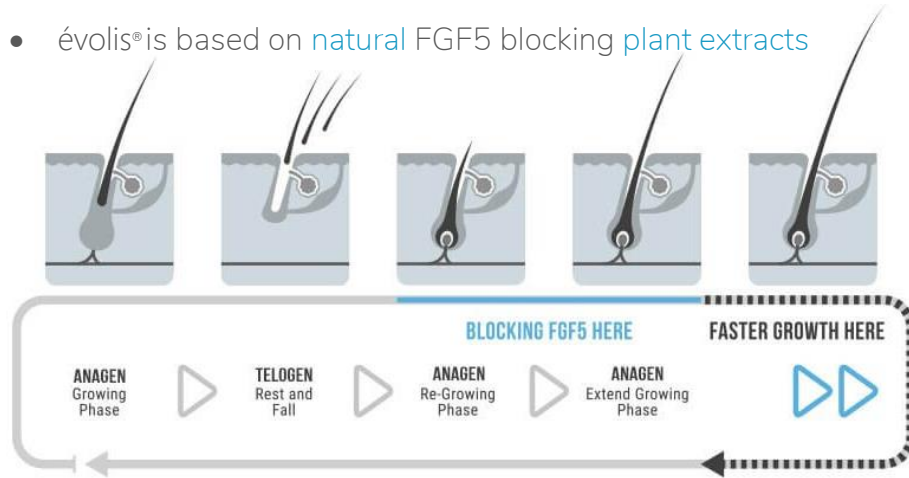 • évolis® is based on natural FGF5 blocking plant extracts
BLOCKING FGF5 HERE
FASTER GROWTH HERE
ANAGEN
Growing
Phase
TELOGEN
Rest and
Fall
ANAGEN
Re-Growing
Phase
ANAGEN
Extend Growing
Phase